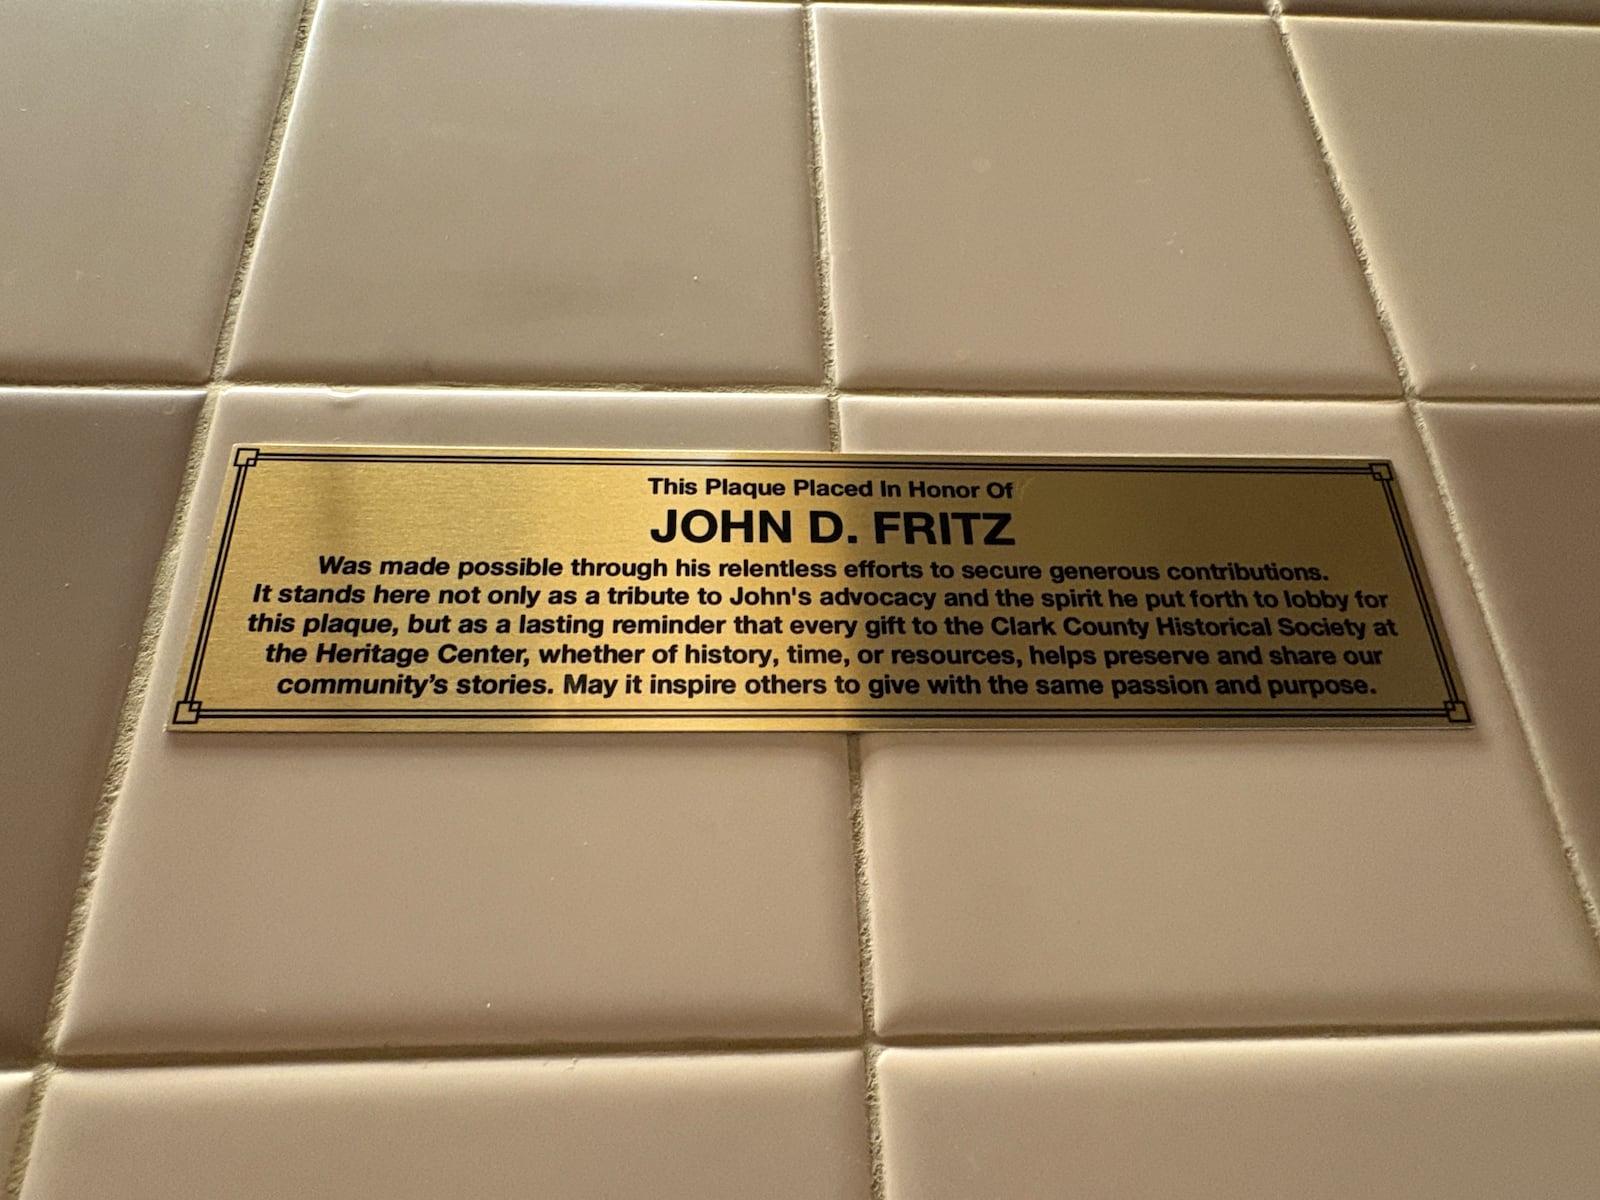 This Plaque Placed In Honor Of
JOHN D. FRITZ
Was made possible through his relentless efforts to secure generous contributions.
It stands here not only as a tribute to John's advocacy and the spirit he put forth to lobby for
this plaque, but as a lasting reminder that every gift to the Clark County Historical Society at
the Heritage Center, whether of history, time, or resources, helps preserve and share our
community’s stories. May it inspire others to give with the same passion and purpose.